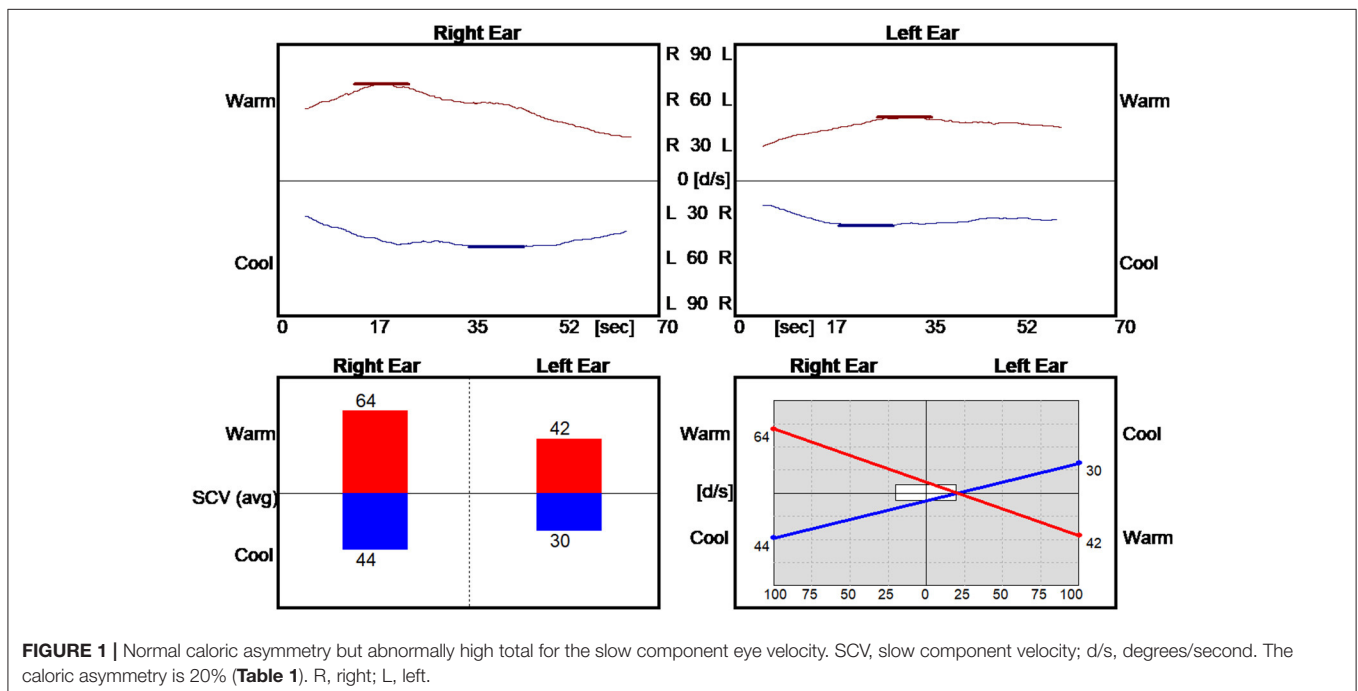 Right Ear
Warm
Cool
R 90 L
R 60 L
R 30 L
0 [d/s]
L 30 R
L 60 R
L 90 R
0 17 35 52 [sec] 70
Left Ear
Warm
Cool
0 [sec] 17 35 52 70
Right Ear Left Ear
64
42
Warm
SCV (avg)
Cool
44
30
Right Ear Left Ear
Warm
Cool
64
30
[d/s]
Cool
Warm
44
42
100 75 50 25 0 25 50 75 100
FIGURE 1 | Normal caloric asymmetry but abnormally high total for the slow component eye velocity. SCV, slow component velocity; d/s, degrees/second. The
caloric asymmetry is 20% (Table 1). R, right; L, left.